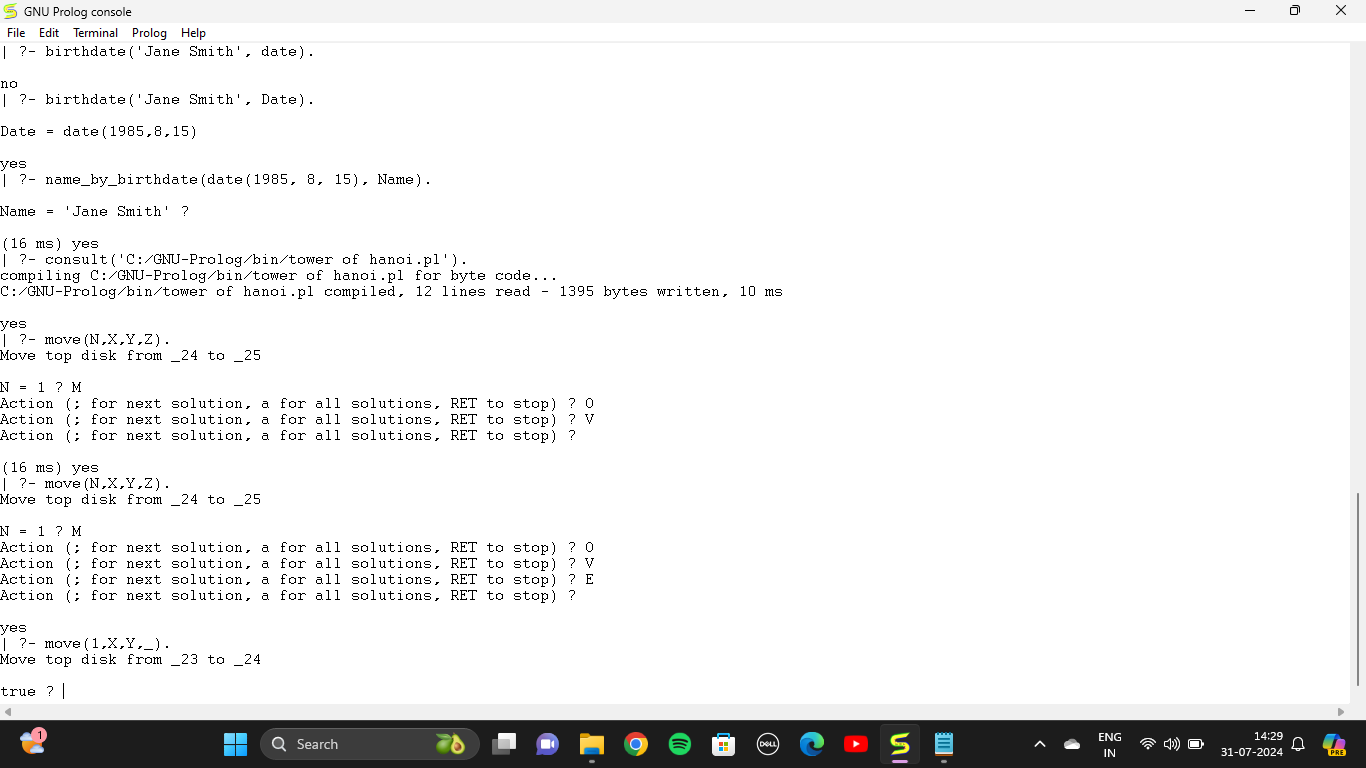 GNU Prolog console
File Edit Terminal Prolog Help
| ?- birthdate('Jane Smith', date).
no
| ?- birthdate('Jane Smith', Date).
Date = date(1985,8,15)
yes
| ?- name_by_birthdate(date(1985, 8, 15), Name).
Name = 'Jane Smith' ?
(16 ms) yes
| ?- consult('C:/GNU-Prolog/bin/tower of hanoi.pl').
compiling C:/GNU-Prolog/bin/tower of hanoi.pl for byte code...
C:/GNU-Prolog/bin/tower of hanoi.pl compiled, 12 lines read - 1395 bytes written, 10 ms
yes
| ?- move(N,X,Y,Z).
Move top disk from _24 to _25
N = 1 ? M
Action (; for next solution, a for all solutions, RET to stop) ? O
Action (; for next solution, a for all solutions, RET to stop) ? V
Action (; for next solution, a for all solutions, RET to stop) ?
(16 ms) yes
| ?- move(N,X,Y,Z).
Move top disk from _24 to _25
N = 1 ? M
Action (; for next solution, a for all solutions, RET to stop) ? O
Action (; for next solution, a for all solutions, RET to stop) ? V
Action (; for next solution, a for all solutions, RET to stop) ? E
Action (; for next solution, a for all solutions, RET to stop) ?
yes
| ?- move(1,X,Y,_).
Move top disk from _23 to _24
true ?
1
Search
DELL
ENG
IN
14:29
31-07-2024
PRE